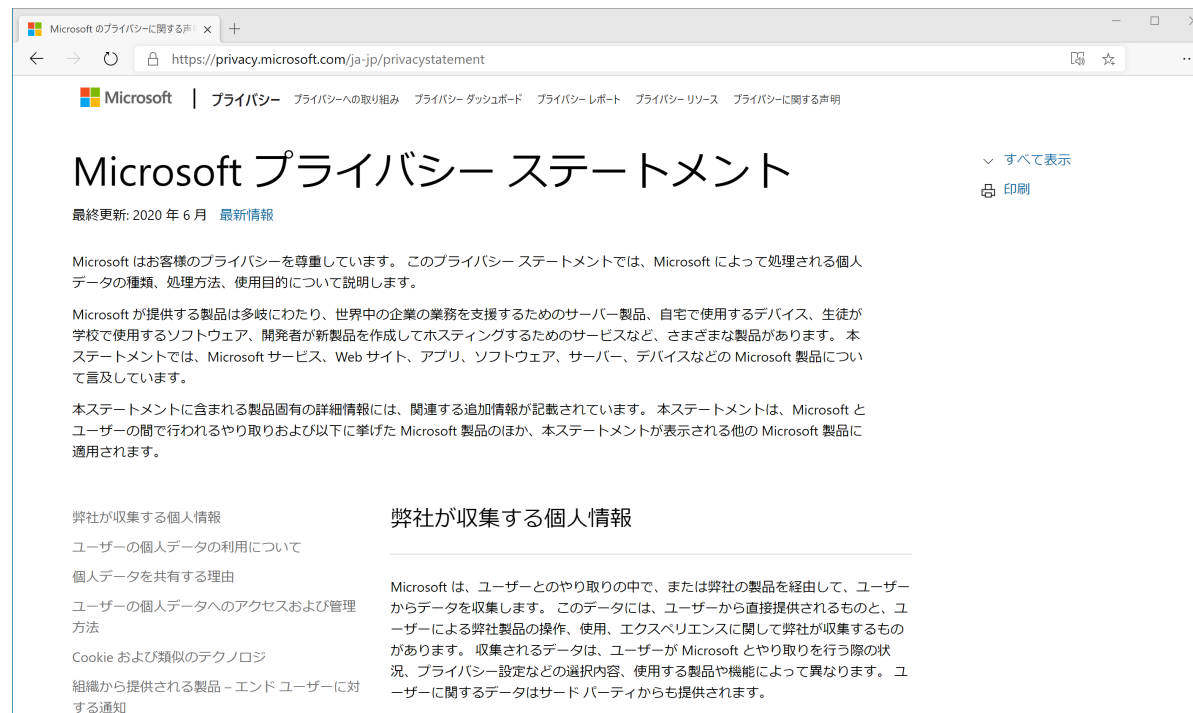 Microsoft のプライバシーに関する声
https://privacy.microsoft.com/ja-jp/privacystatement
Microsoft プライバシー プライバシーへの取り組み プライバシー ダッシュボード プライバシー レポート プライバシー リソース プライバシーに関する声明
Microsoft プライバシー ステートメント
すべて表示
印刷
最終更新: 2020 年 6 月 最新情報
Microsoft はお客様のプライバシーを尊重しています。 このプライバシー ステートメントでは、Microsoft によって処理される個人
データの種類、処理方法、使用目的について説明します。
Microsoft が提供する製品は多岐にわたり、世界中の企業の業務を支援するためのサーバー製品、自宅で使用するデバイス、生徒が
学校で使用するソフトウェア、開発者が新製品を作成してホスティングするためのサービスなど、さまざまな製品があります。 本
ステートメントでは、Microsoft サービス、Web サイト、アプリ、ソフトウェア、サーバー、デバイスなどの Microsoft 製品につい
て言及しています。
本ステートメントに含まれる製品固有の詳細情報には、関連する追加情報が記載されています。 本ステートメントは、Microsoft と
ユーザーの間で行われるやり取りおよび以下に挙げた Microsoft 製品のほか、本ステートメントが表示される他の Microsoft 製品に
適用されます。
弊社が収集する個人情報
ユーザーの個人データの利用について
個人データを共有する理由
ユーザーの個人データへのアクセスおよび管理
方法
Cookie および類似のテクノロジ
組織から提供される製品 – エンド ユーザーに対
する通知
弊社が収集する個人情報
Microsoft は、ユーザーとのやり取りの中で、または弊社の製品を経由して、ユーザー
からデータを収集します。 このデータには、ユーザーから直接提供されるものと、ユ
ーザーによる弊社製品の操作、使用、エクスペリエンスに関して弊社が収集するもの
があります。 収集されるデータは、ユーザーが Microsoft とやり取りを行う際の状
況、プライバシー設定などの選択内容、使用する製品や機能によって異なります。 ユ
ーザーに関するデータはサード パーティからも提供されます。